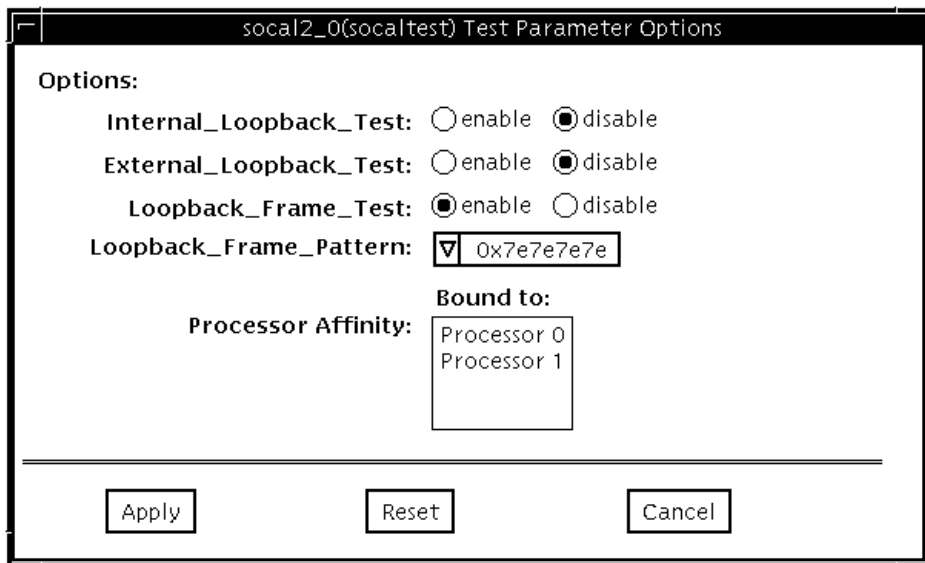 socal2_0(socaltest) Test Parameter Options
Options:
Internal_Loopback_Test: enable disable
External_Loopback_Test: enable disable
Loopback_Frame_Test: enable disable
Loopback_Frame_Pattern: 0x7e7e7e7e
Bound to:
Processor Affinity:
Processor 0
Processor 1
Apply Reset Cancel